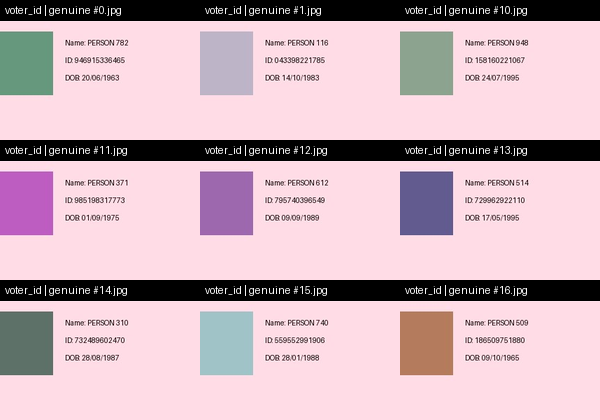 voter_id | genuine #0.jpg
Name: PERSON 782
ID: 946915336465
DOB: 20/06/1963
voter_id | genuine #1.jpg
Name: PERSON 116
ID: 043398221785
DOB: 14/10/1983
voter_id | genuine #10.jpg
Name: PERSON 948
ID: 158160221067
DOB: 24/07/1995
voter_id | genuine #11.jpg
Name: PERSON 371
ID: 985198317773
DOB: 01/09/1975
voter_id | genuine #12.jpg
Name: PERSON 612
ID: 795740396549
DOB: 09/09/1989
voter_id | genuine #13.jpg
Name: PERSON 514
ID: 729962922110
DOB: 17/05/1995
voter_id | genuine #14.jpg
Name: PERSON 310
ID: 732489602470
DOB: 28/08/1987
voter_id | genuine #15.jpg
Name: PERSON 740
ID: 559552991906
DOB: 28/01/1988
voter_id | genuine #16.jpg
Name: PERSON 509
ID: 186509751880
DOB: 09/10/1965